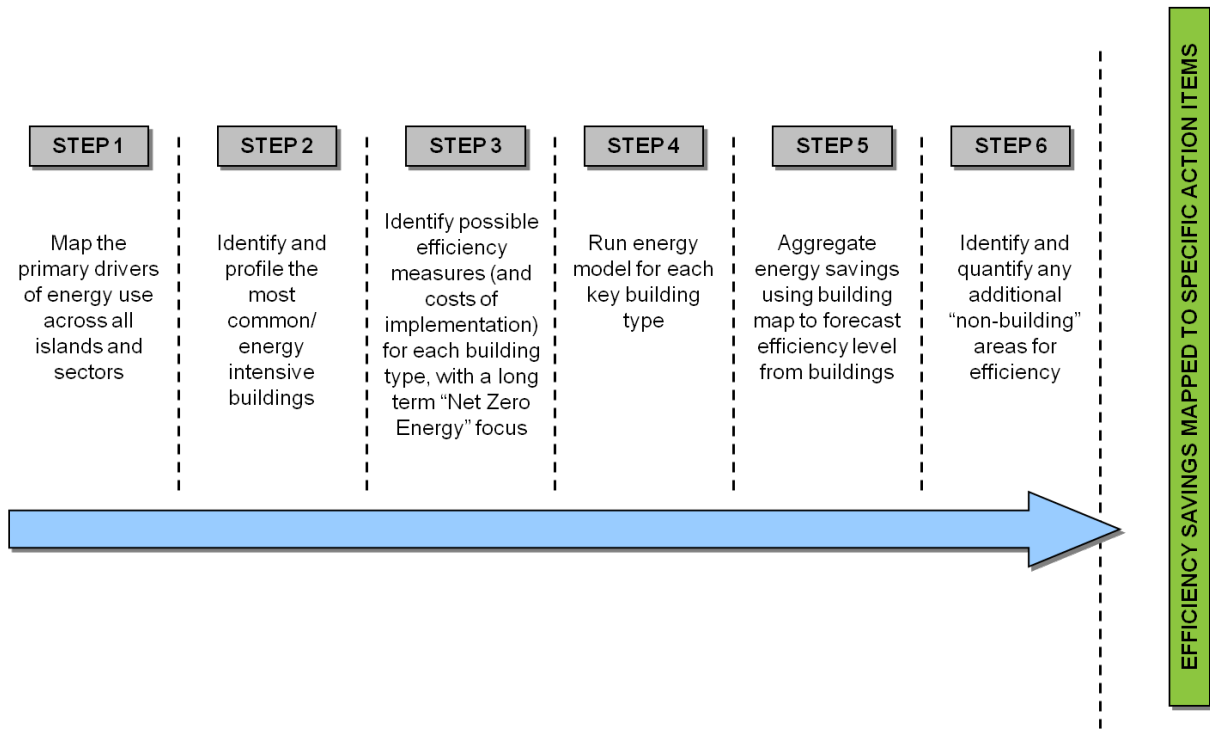 STEP 1
Map the
primary drivers
of energy use
across all
islands and
sectors
STEP 2
Identify and
profile the
most
common/
energy
intensive
buildings
STEP 3
Identify possible
efficiency
measures (and
costs of
implementation)
for each building
type, with a long
term “Net Zero
Energy” focus
STEP 4
Run energy
model for each
key building
type
STEP 5
Aggregate
energy savings
using building
map to forecast
efficiency level
from buildings
STEP 6
Identify and
quantify any
additional
“non-building”
areas for
efficiency
EFFICIENCY SAVINGS MAPPED TO SPECIFIC ACTION ITEMS